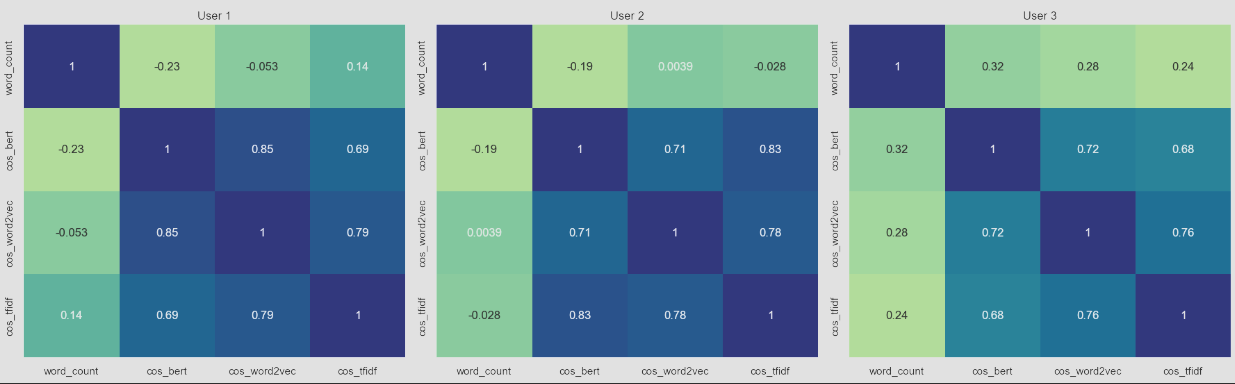 User 1
word_count 1 -0.23 -0.053 0.14
cos_bert -0.23 1 0.85 0.69
cos_word2vec -0.053 0.85 1 0.79
cos_tfidf 0.14 0.69 0.79 1
word_count cos_bert cos_word2vec cos_tfidf
User 2
word_count 1 -0.19 0.0039 -0.028
cos_bert -0.19 1 0.71 0.83
cos_word2vec 0.0039 0.71 1 0.78
cos_tfidf -0.028 0.83 0.78 1
word_count cos_bert cos_word2vec cos_tfidf
User 3
word_count 1 0.32 0.28 0.24
cos_bert 0.32 1 0.72 0.68
cos_word2vec 0.28 0.72 1 0.76
cos_tfidf 0.24 0.68 0.76 1
word_count cos_bert cos_word2vec cos_tfidf